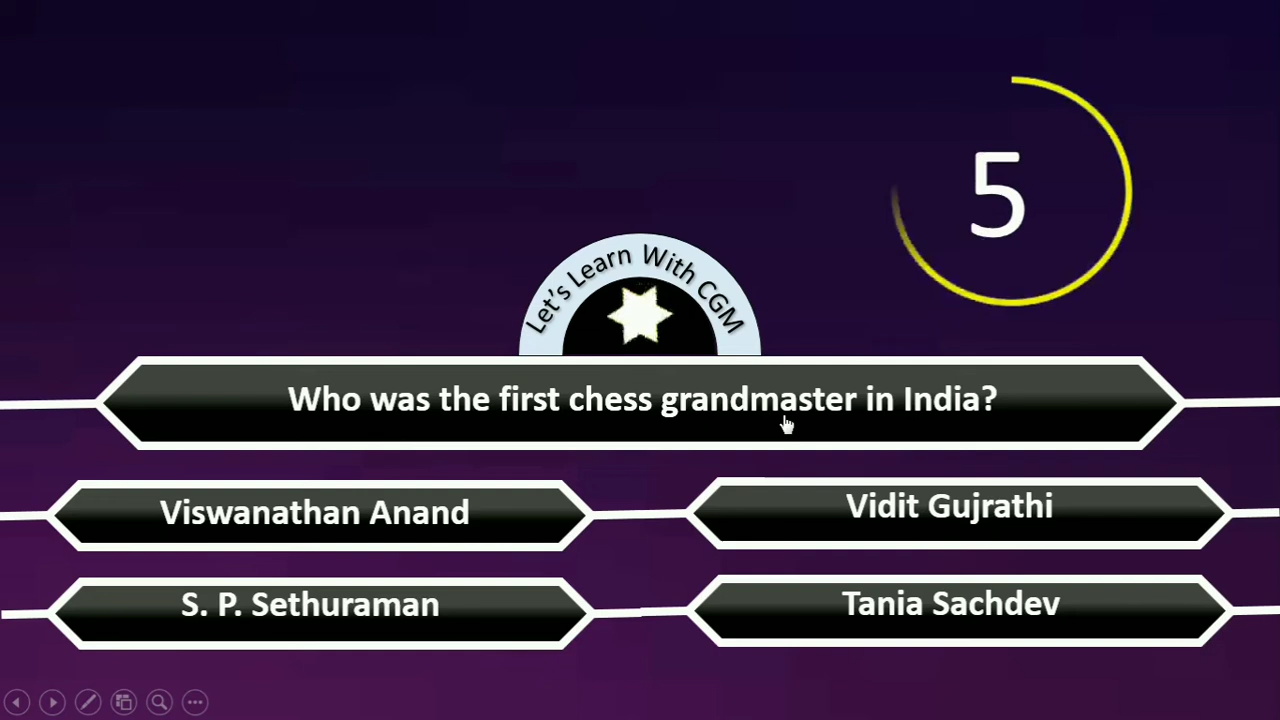 5
Let's Learn With CGM
Who was the first chess grandmaster in India?
Viswanathan Anand
Vidit Gujrathi
S. P. Sethuraman
Tania Sachdev